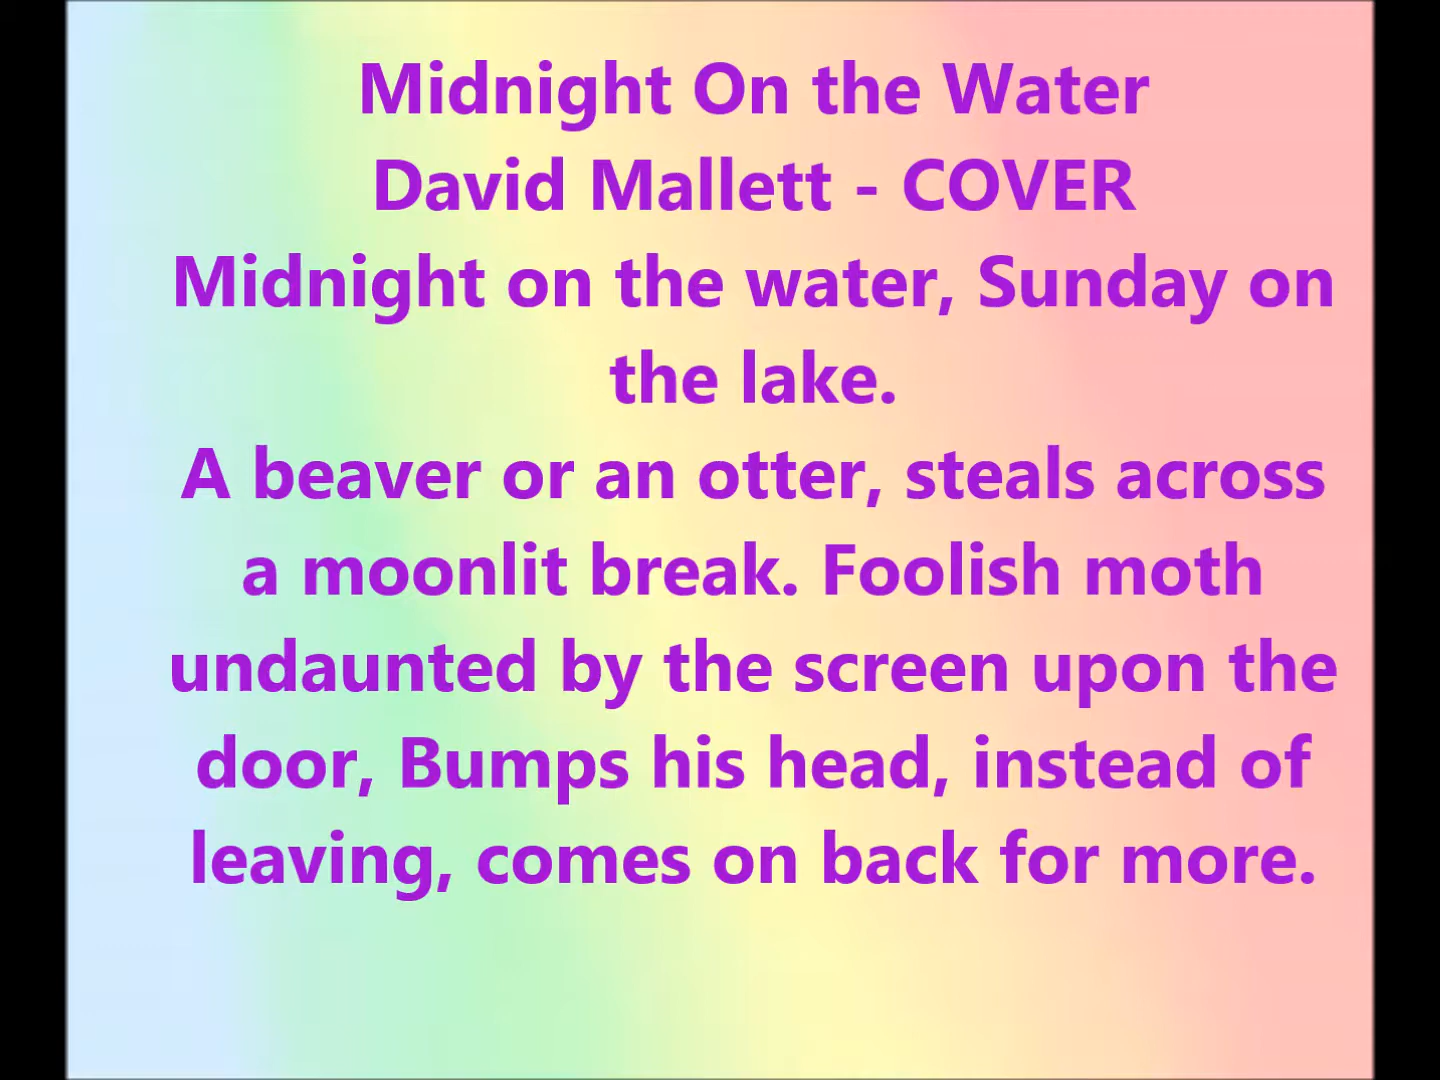 Midnight On the Water
David Mallett - COVER
Midnight on the water, Sunday on
the lake.
A beaver or an otter, steals across
a moonlit break. Foolish moth
undaunted by the screen upon the
door, Bumps his head, instead of
leaving, comes on back for more.